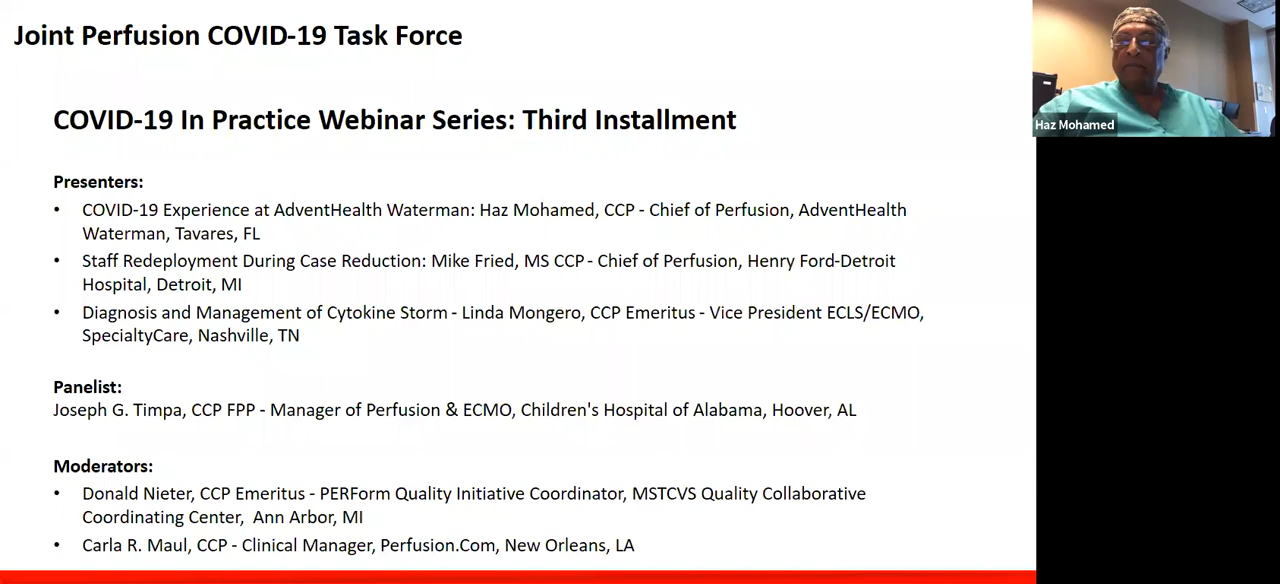 Joint Perfusion COVID-19 Task Force
COVID-19 In Practice Webinar Series: Third Installment
Presenters:
• COVID-19 Experience at AdventHealth Waterman: Haz Mohamed, CCP - Chief of Perfusion, AdventHealth
Waterman, Tavares, FL
• Staff Redeployment During Case Reduction: Mike Fried, MS CCP - Chief of Perfusion, Henry Ford-Detroit
Hospital, Detroit, MI
• Diagnosis and Management of Cytokine Storm - Linda Mongero, CCP Emeritus - Vice President ECLS/ECMO,
SpecialtyCare, Nashville, TN
Panelist:
Joseph G. Timpa, CCP FPP - Manager of Perfusion & ECMO, Children's Hospital of Alabama, Hoover, AL
Moderators:
• Donald Nieter, CCP Emeritus - PERForm Quality Initiative Coordinator, MSTCVS Quality Collaborative
Coordinating Center, Ann Arbor, MI
• Carla R. Maul, CCP - Clinical Manager, Perfusion.Com, New Orleans, LA
Haz Mohamed